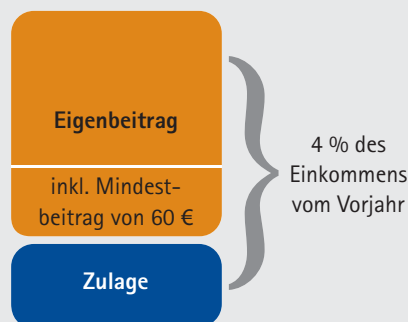 Eigenbeitrag
inkl. Mindest-
beitrag von 60 €
Zulage
4 % des
Einkommens
vom Vorjahr